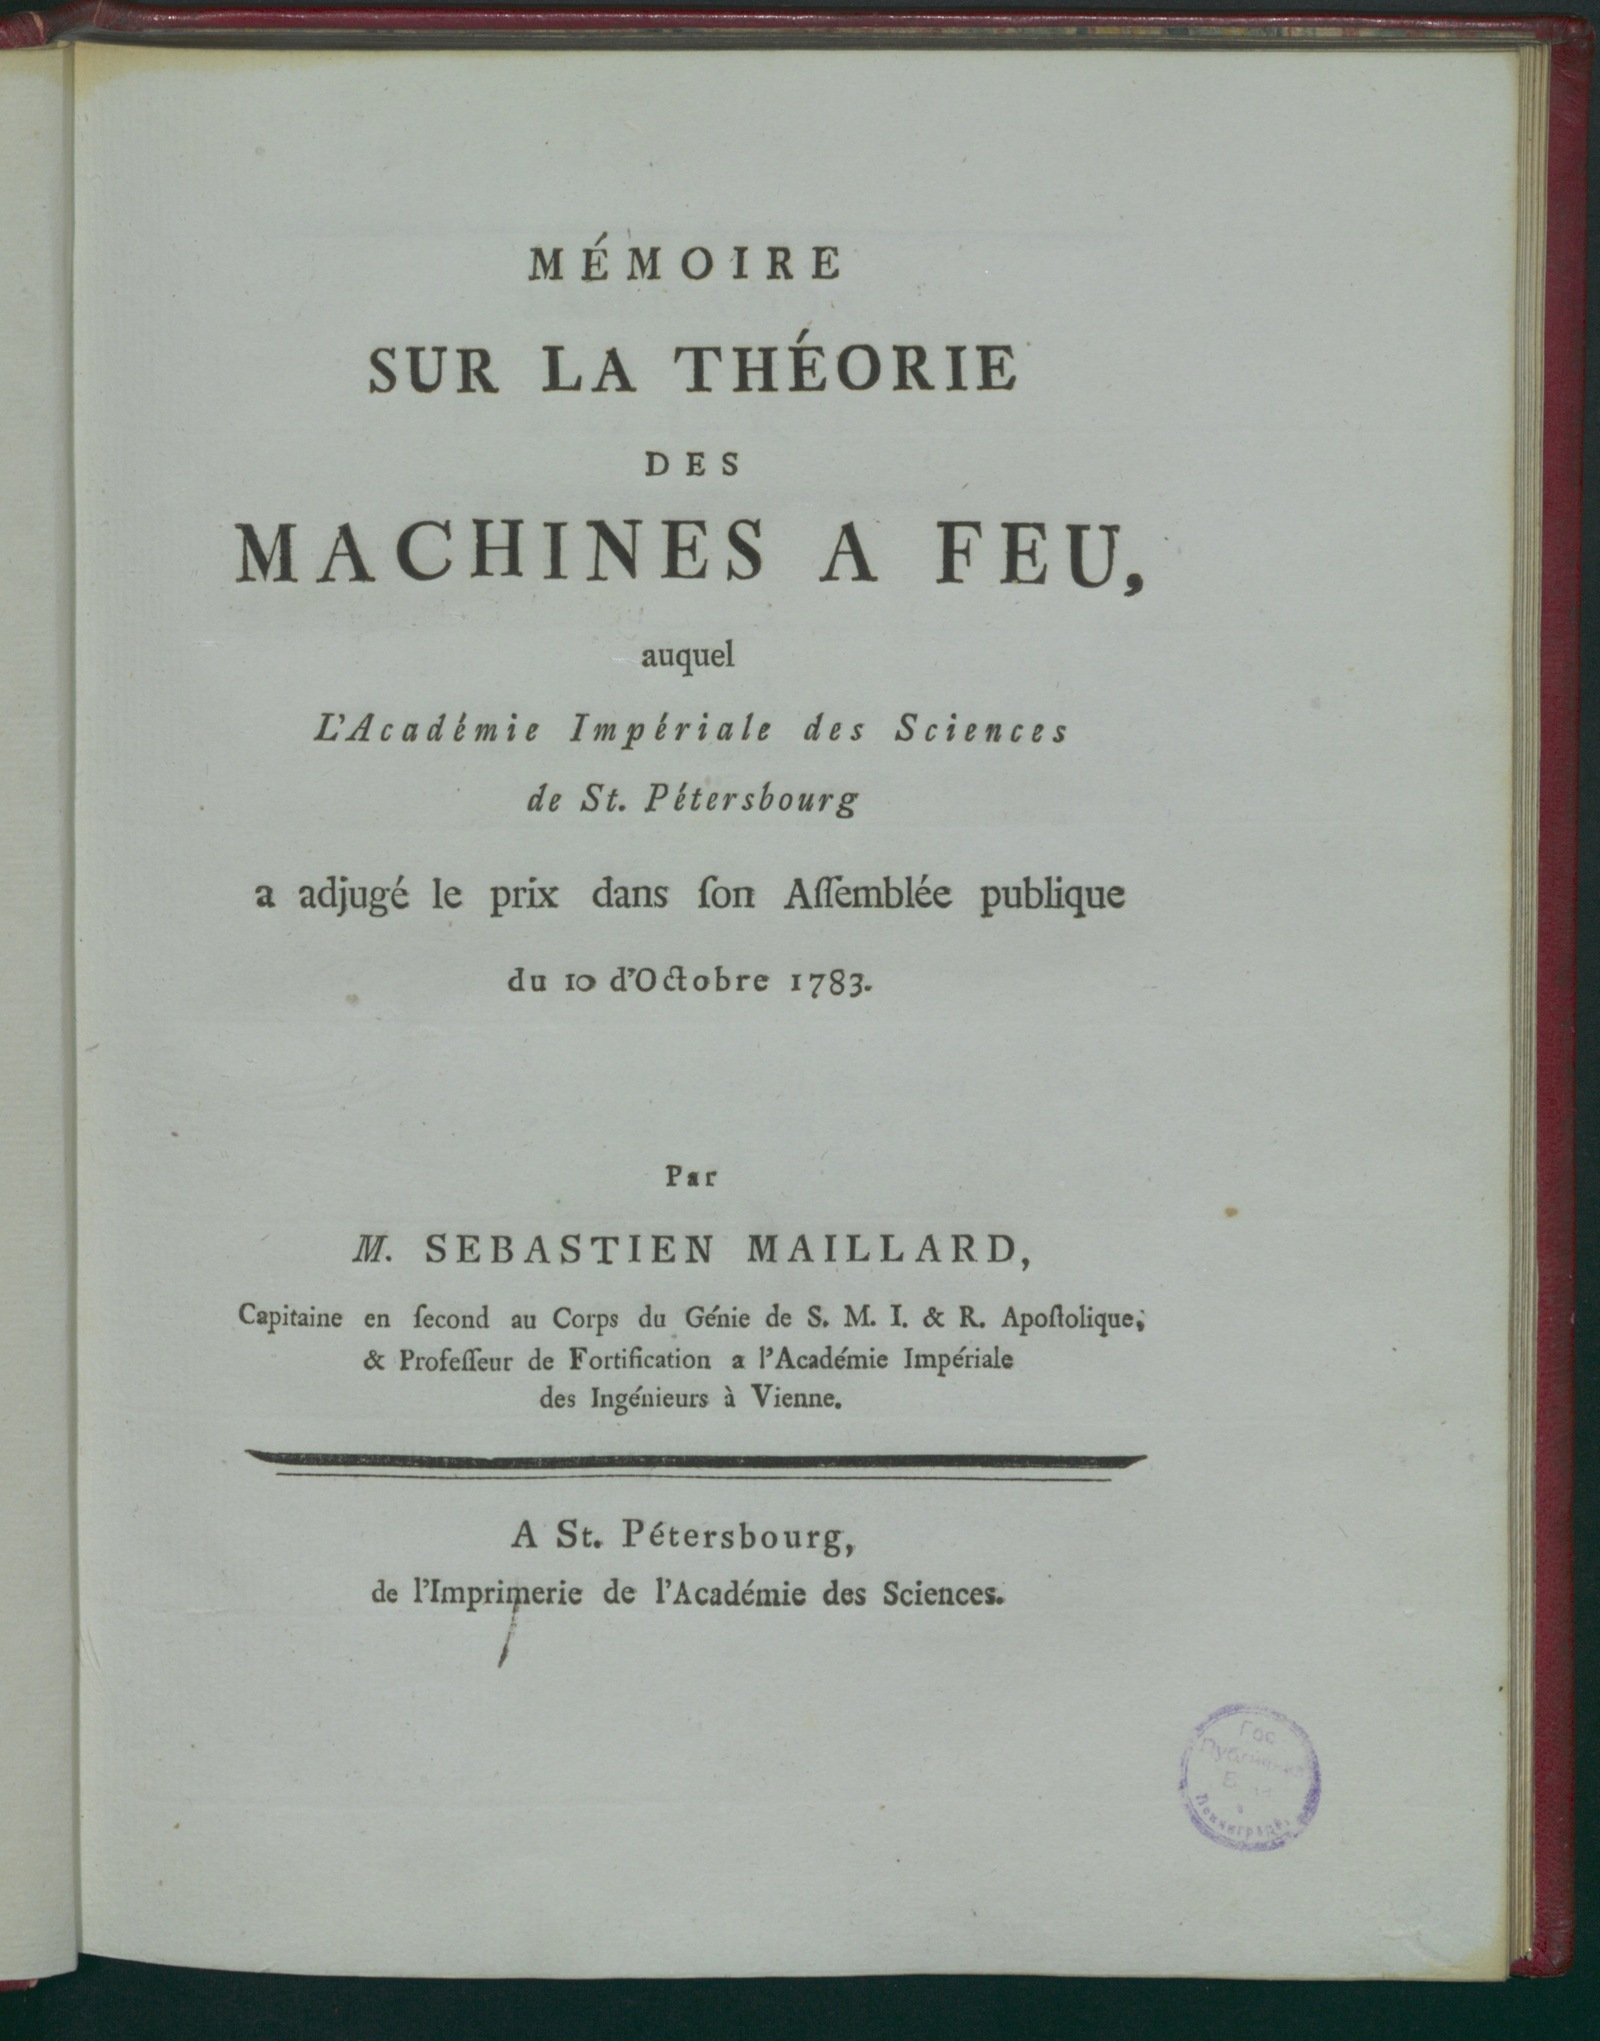 MÉMOIRE
SUR LA THÉORIE
DES
MACHINES A FEU,
auquel
L'Académie Impériale des Sciences
de St. Pétersbourg
a adjugé le prix dans ſon Aſſemblée publique
du 10 d'Octobre 1783.
Par
M. SEBASTIEN MAILLARD,
Capitaine en ſecond au Corps du Génie de S. M. I. & R. Apoſtolique;
& Profeſſeur de Fortification a l'Académie Impériale
des Ingénieurs à Vienne.
A St. Pétersbourg,
de l'Imprimerie de l'Académie des Sciences.
Гос